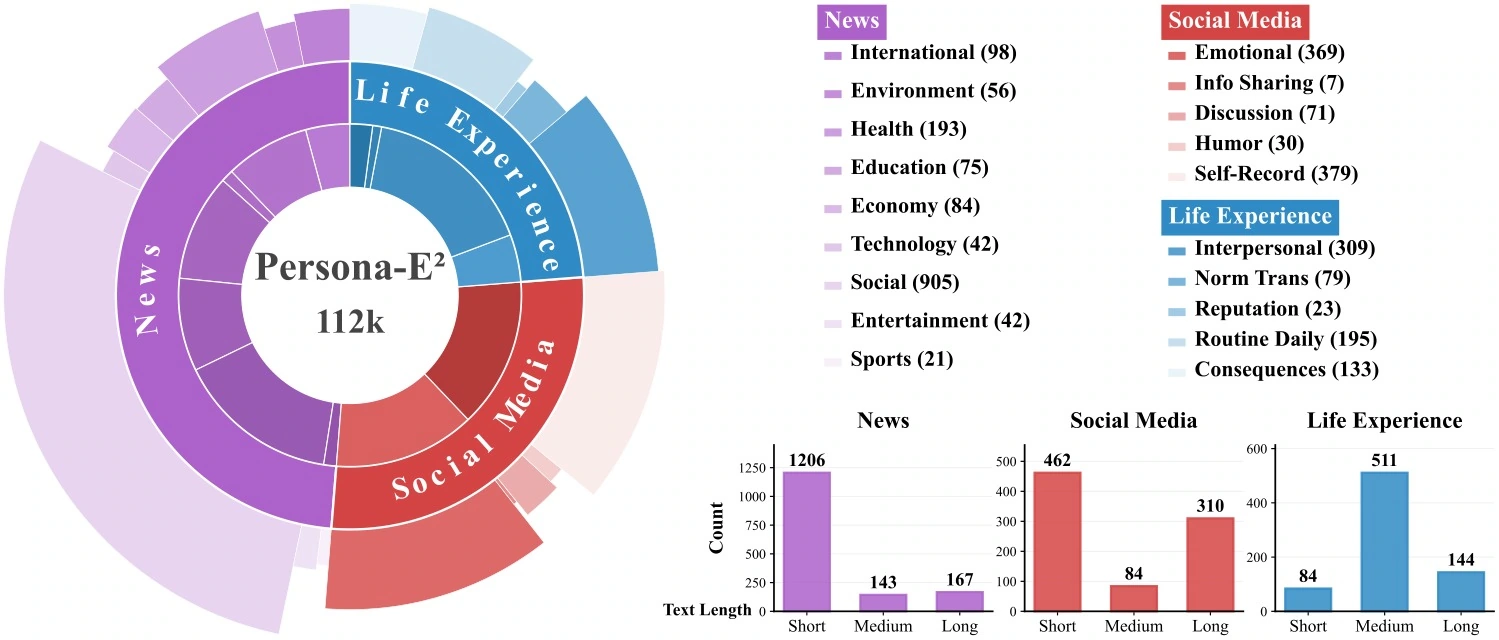 Life Experience
News
Social Media
Persona-E²
112k
News
International (98)
Environment (56)
Health (193)
Education (75)
Economy (84)
Technology (42)
Social (905)
Entertainment (42)
Sports (21)
Social Media
Emotional (369)
Info Sharing (7)
Discussion (71)
Humor (30)
Self-Record (379)
Life Experience
Interpersonal (309)
Norm Trans (79)
Reputation (23)
Routine Daily (195)
Consequences (133)
News
Count
1250
1000
750
500
250
0
1206
143
167
Text Length
Short Medium Long
Social Media
500
400
300
200
100
0
462
84
310
Short Medium Long
Life Experience
600
400
200
0
84
511
144
Short Medium Long